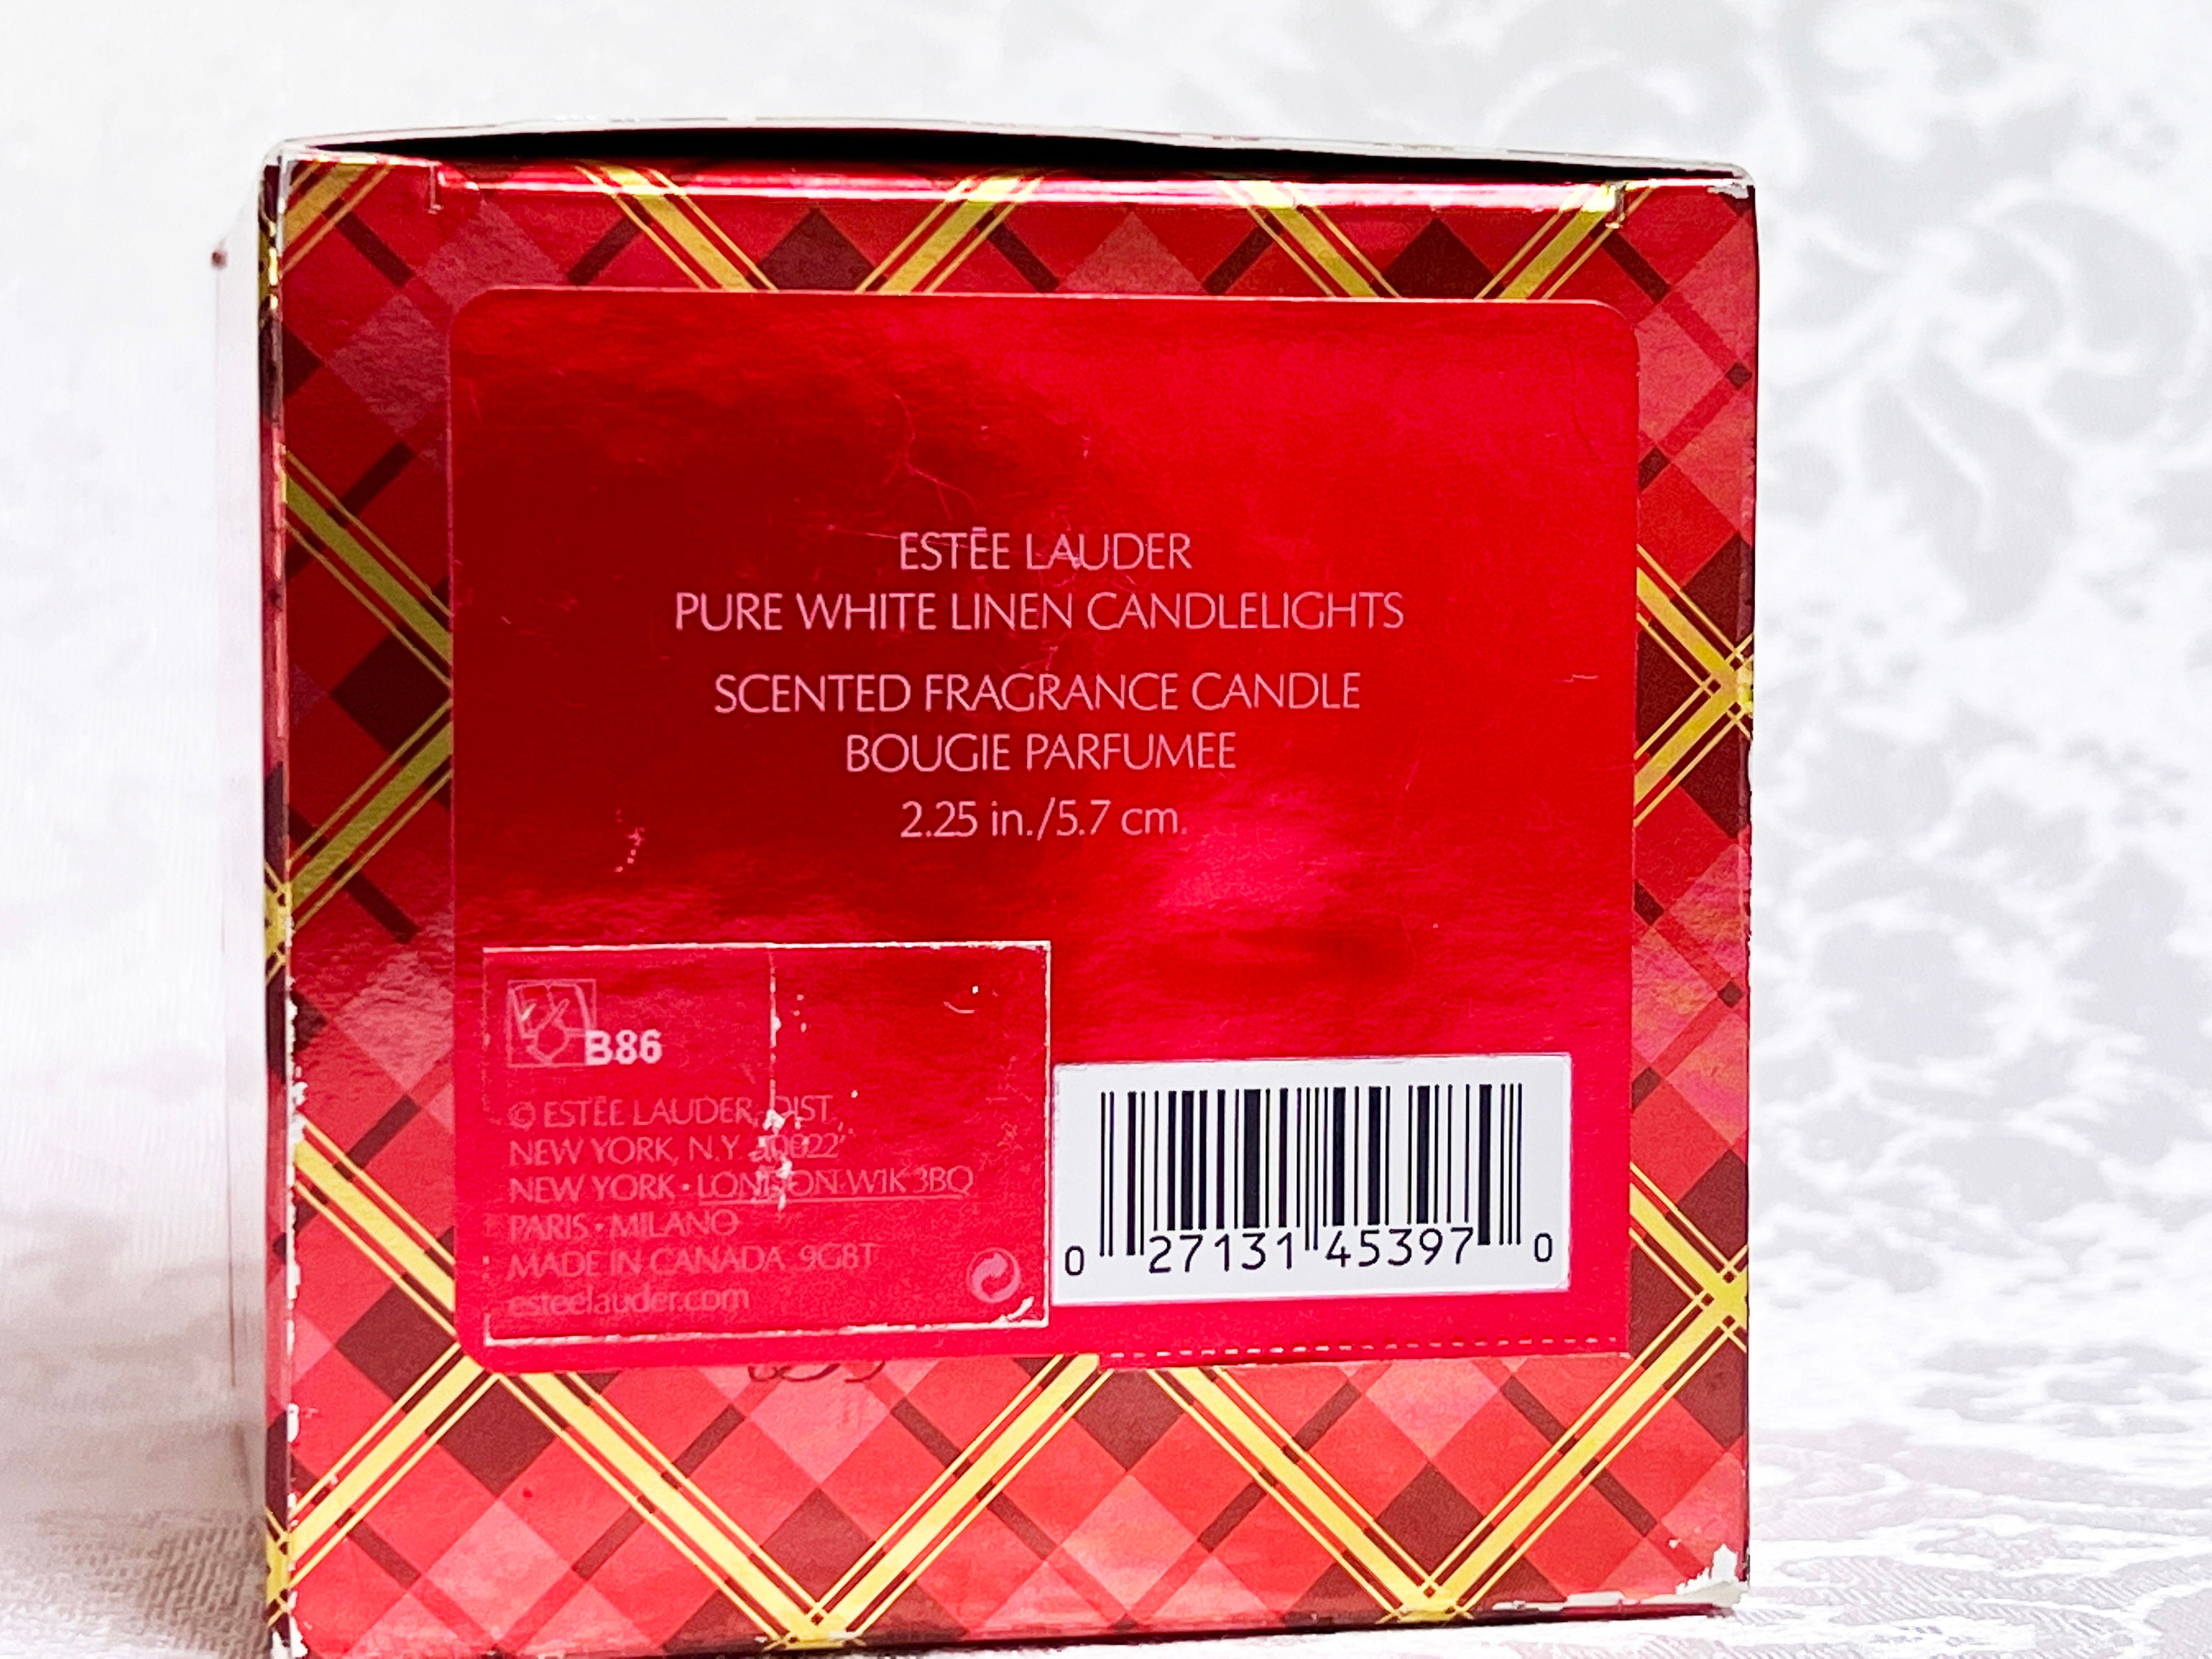 ESTĒE LAUDER
PURE WHITE LINEN CANDLELIGHTS
SCENTED FRAGRANCE CANDLE
BOUGIE PARFUMEE
2.25 in./5.7 cm.
B86
© ESTĒE LAUDER, DIST.
NEW YORK, N.Y. 10022
NEW YORK • LONDON W1K 3BQ
PARIS • MILANO
MADE IN CANADA 9G8T
esteelauder.com
0 27131 45397 0